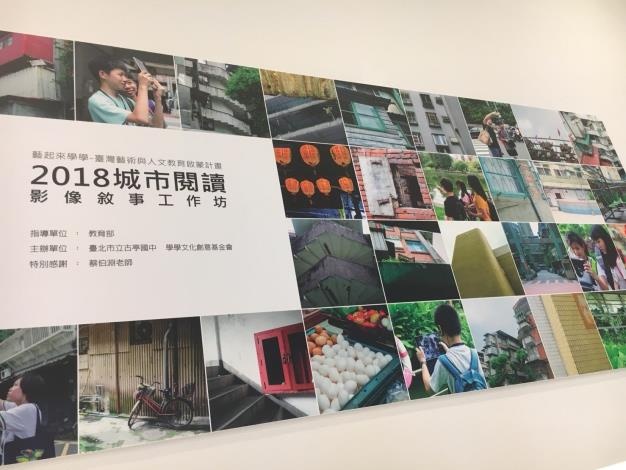 藝起來學學-臺灣藝術與人文教育啟蒙計畫
2018城市閱讀
影像敘事工作坊
指導單位 : 教育部
主辦單位 : 臺北市立古亭國中 學學文化創意基金會
特別感謝 : 蔡伯淵老師